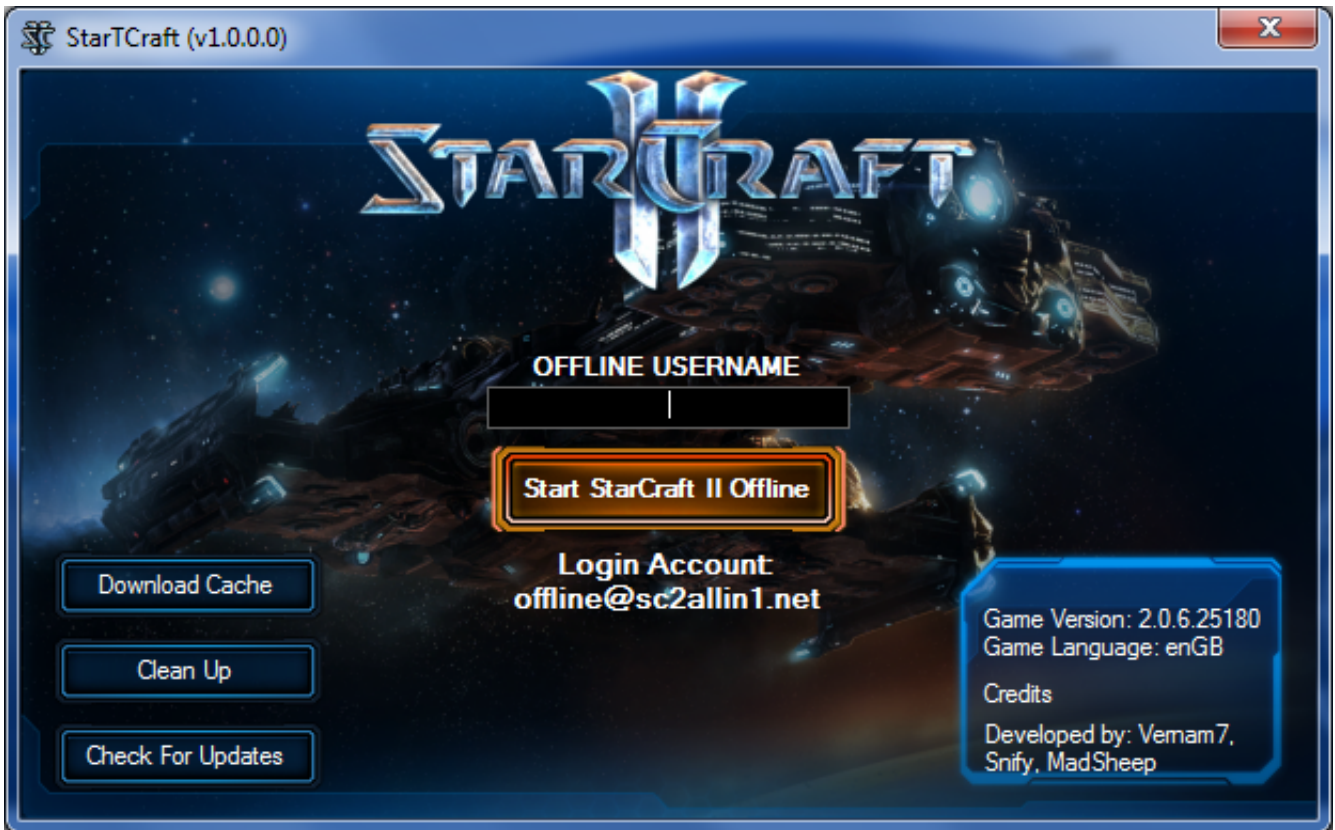 StarTCraft (v1.0.0.0)
STARCRAFT
II
OFFLINE USERNAME
Start StarCraft II Offline
Login Account:
offline@sc2allin1.net
Download Cache
Clean Up
Check For Updates
Game Version: 2.0.6.25180
Game Language: enGB
Credits
Developed by: Vernam7,
Snify, MadSheep